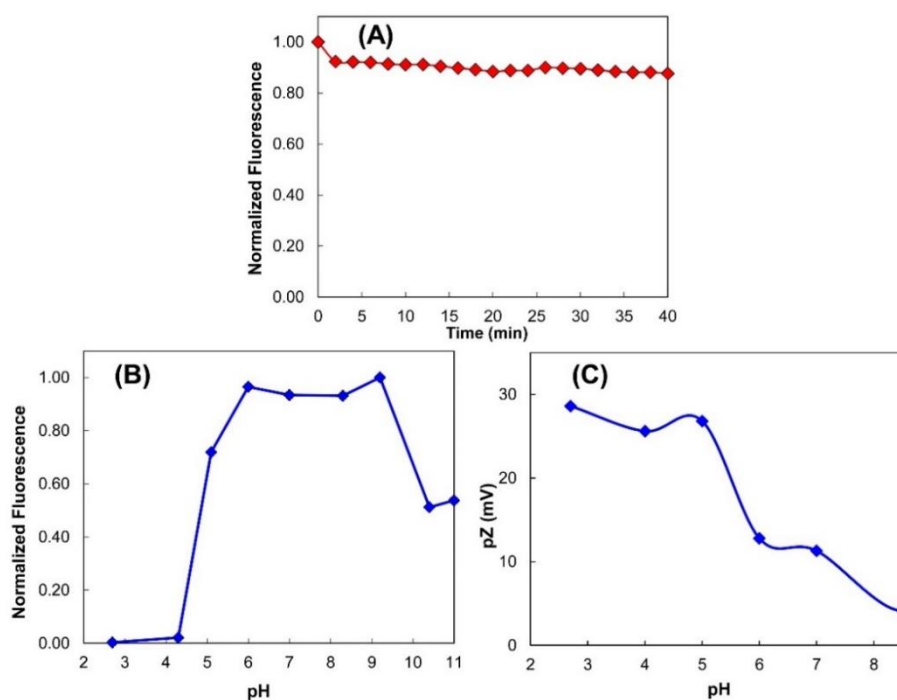 (A)
Normalized Fluorescence
1.00
0.80
0.60
0.40
0.20
0.00
0 5 10 15 20 25 30 35 40
Time (min)
(B)
Normalized Fluorescence
1.00
0.80
0.60
0.40
0.20
0.00
2 3 4 5 6 7 8 9 10 11
pH
(C)
pZ (mV)
30
20
10
0
2 3 4 5 6 7 8
pH